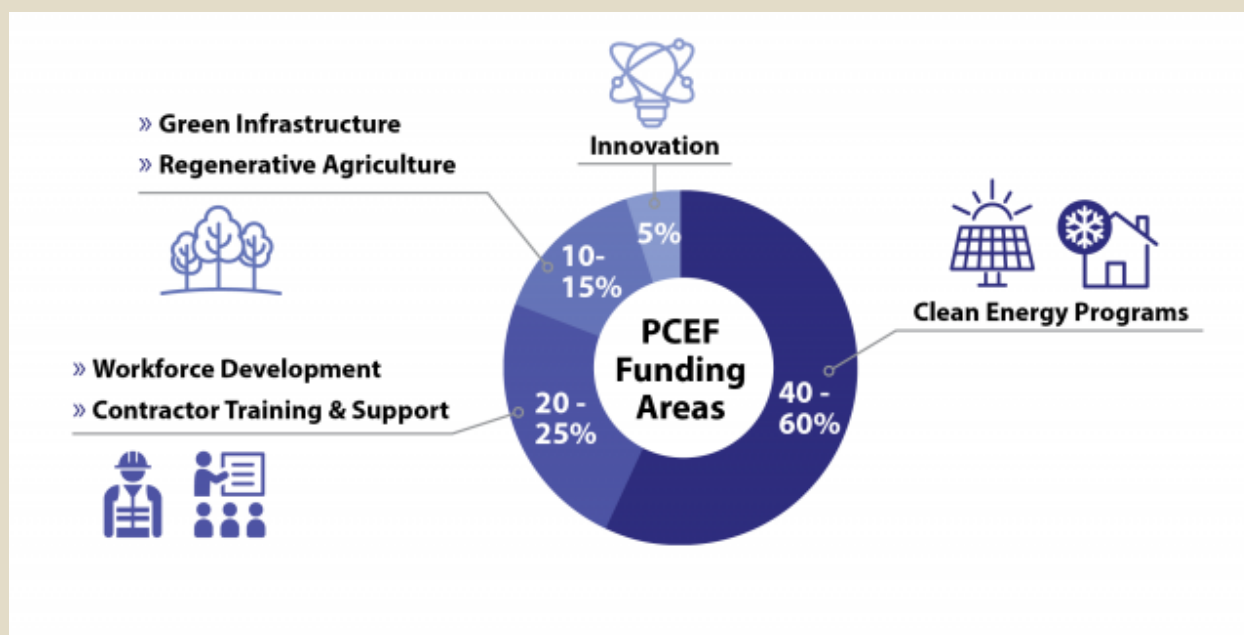 » Green Infrastructure
» Regenerative Agriculture
Innovation
5%
10-
15%
Clean Energy Programs
PCEF
Funding
Areas
40 -
60%
» Workforce Development
» Contractor Training & Support
20 -
25%